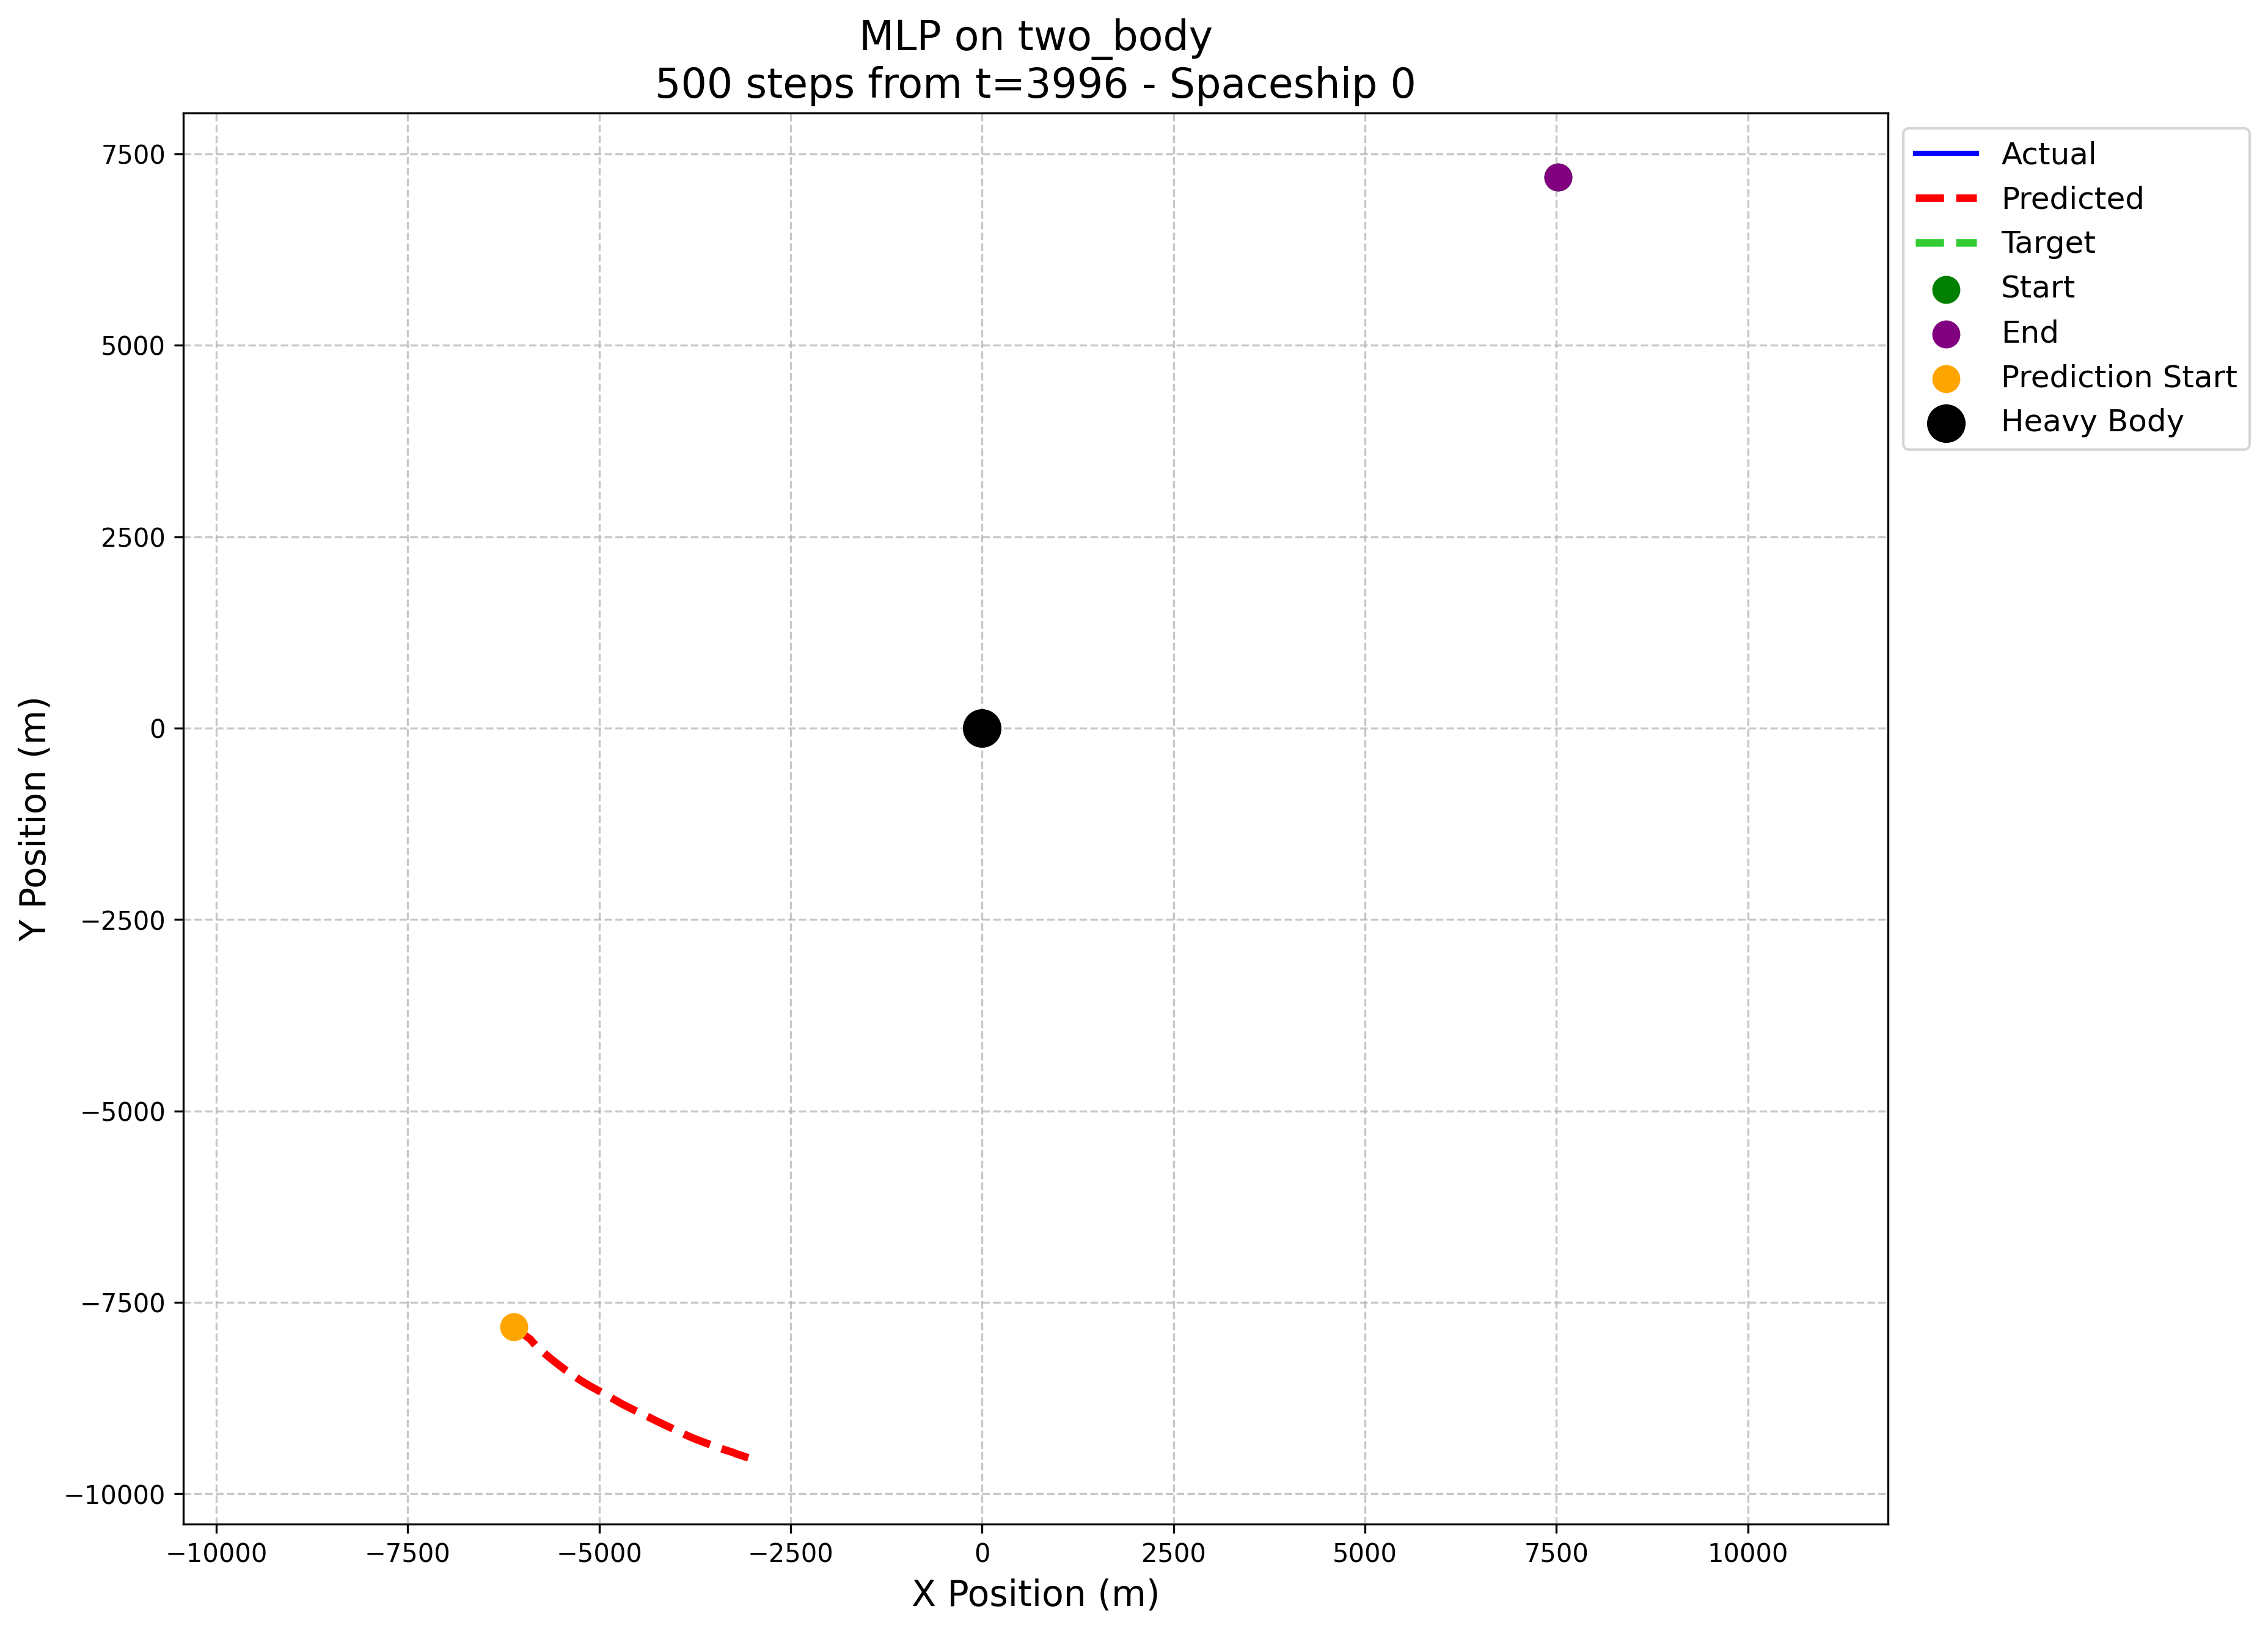 MLP on two_body
500 steps from t=3996 - Spaceship 0
7500
5000
2500
0
−2500
−5000
−7500
−10000
Y Position (m)
−10000 −7500 −5000 −2500 0 2500 5000 7500 10000
X Position (m)
Actual
Predicted
Target
Start
End
Prediction Start
Heavy Body